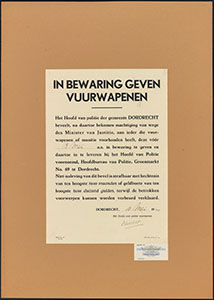 IN BEWARING GEVEN
VUURWAPENEN
Het Hoofd van politie der gemeente DORDRECHT
beveelt, na daartoe bekomen machtiging van wege
den Minister van Justitie, aan ieder die vuur-
wapenen of munitie voorhanden heeft, deze vóór
a.s. in bewaring te geven en
daartoe in te leveren bij het Hoofd van Politie
voornoemd, Hoofdbureau van Politie, Groenmarkt
No. 69 te Dordrecht.
Niet-naleving van dit bevel is strafbaar met hechtenis
van ten hoogste twee maanden of geldboete van ten
hoogste guldens, terwijl de betrokken
vuurwapenen kunnen worden verbeurd verklaard.
DORDRECHT,
Het Hoofd van politie voornoemd,